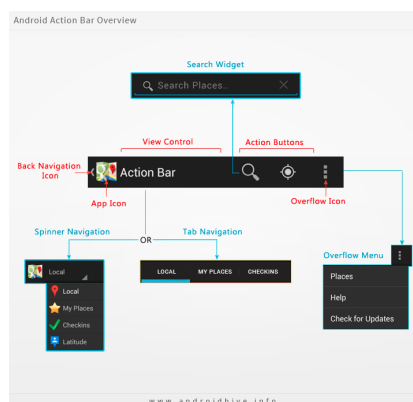 Android Action Bar Overview
Search Widget
Search Places...
View Control
Action Buttons
Back Navigation
Icon
Action Bar
App Icon
Overflow Icon
Spinner Navigation
OR
Tab Navigation
Overflow Menu
Local
LOCAL MY PLACES CHECKINS
Places
Local
Help
My Places
Check for Updates
Checkins
Latitude
www.androidhive.info